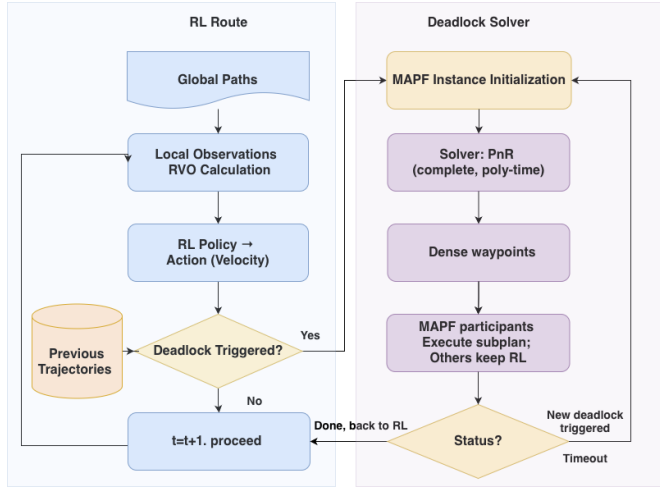 RL Route
Global Paths
Local Observations
RVO Calculation
RL Policy →
Action (Velocity)
Previous
Trajectories
Deadlock Triggered?
Yes
No
t=t+1. proceed
Deadlock Solver
MAPF Instance Initialization
Solver: PnR
(complete, poly-time)
Dense waypoints
MAPF participants
Execute subplan;
Others keep RL
Status?
Done, back to RL
New deadlock
triggered
Timeout